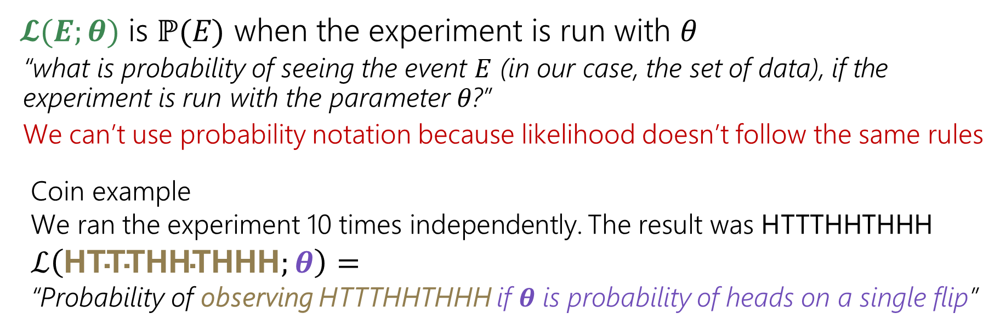 ℒ(E; θ) is ℙ(E) when the experiment is run with θ
“what is probability of seeing the event E (in our case, the set of data), if the
experiment is run with the parameter θ?”
We can’t use probability notation because likelihood doesn’t follow the same rules
Coin example
We ran the experiment 10 times independently. The result was HTTTHHTHHH
ℒ(HT·T·THH·THHH; θ) =
“Probability of observing HTTTHHTHHH if θ is probability of heads on a single flip”